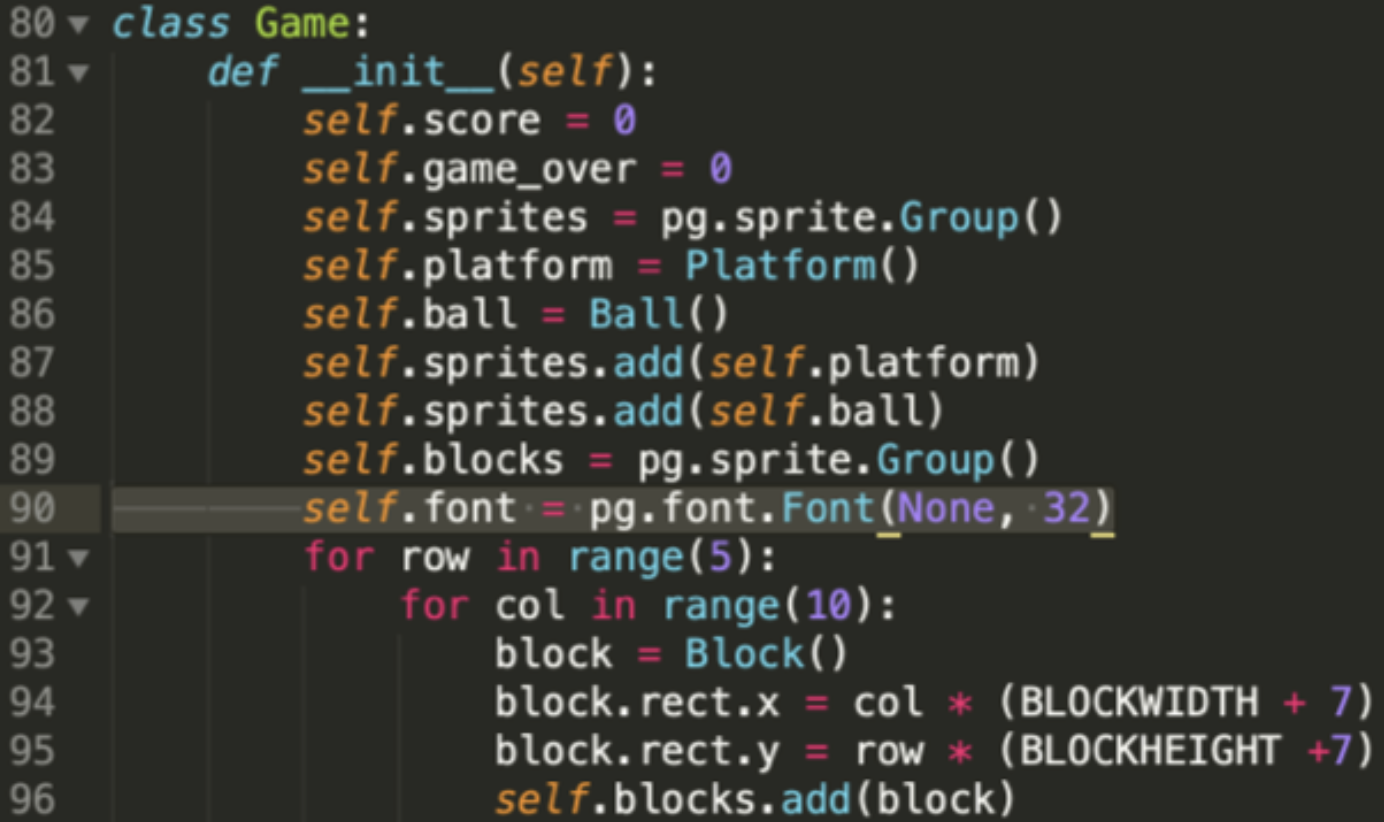 80 class Game:
81     def __init__(self):
82         self.score = 0
83         self.game_over = 0
84         self.sprites = pg.sprite.Group()
85         self.platform = Platform()
86         self.ball = Ball()
87         self.sprites.add(self.platform)
88         self.sprites.add(self.ball)
89         self.blocks = pg.sprite.Group()
90         self.font = pg.font.Font(None, 32)
91         for row in range(5):
92             for col in range(10):
93                 block = Block()
94                 block.rect.x = col * (BLOCKWIDTH + 7)
95                 block.rect.y = row * (BLOCKHEIGHT +7)
96                 self.blocks.add(block)